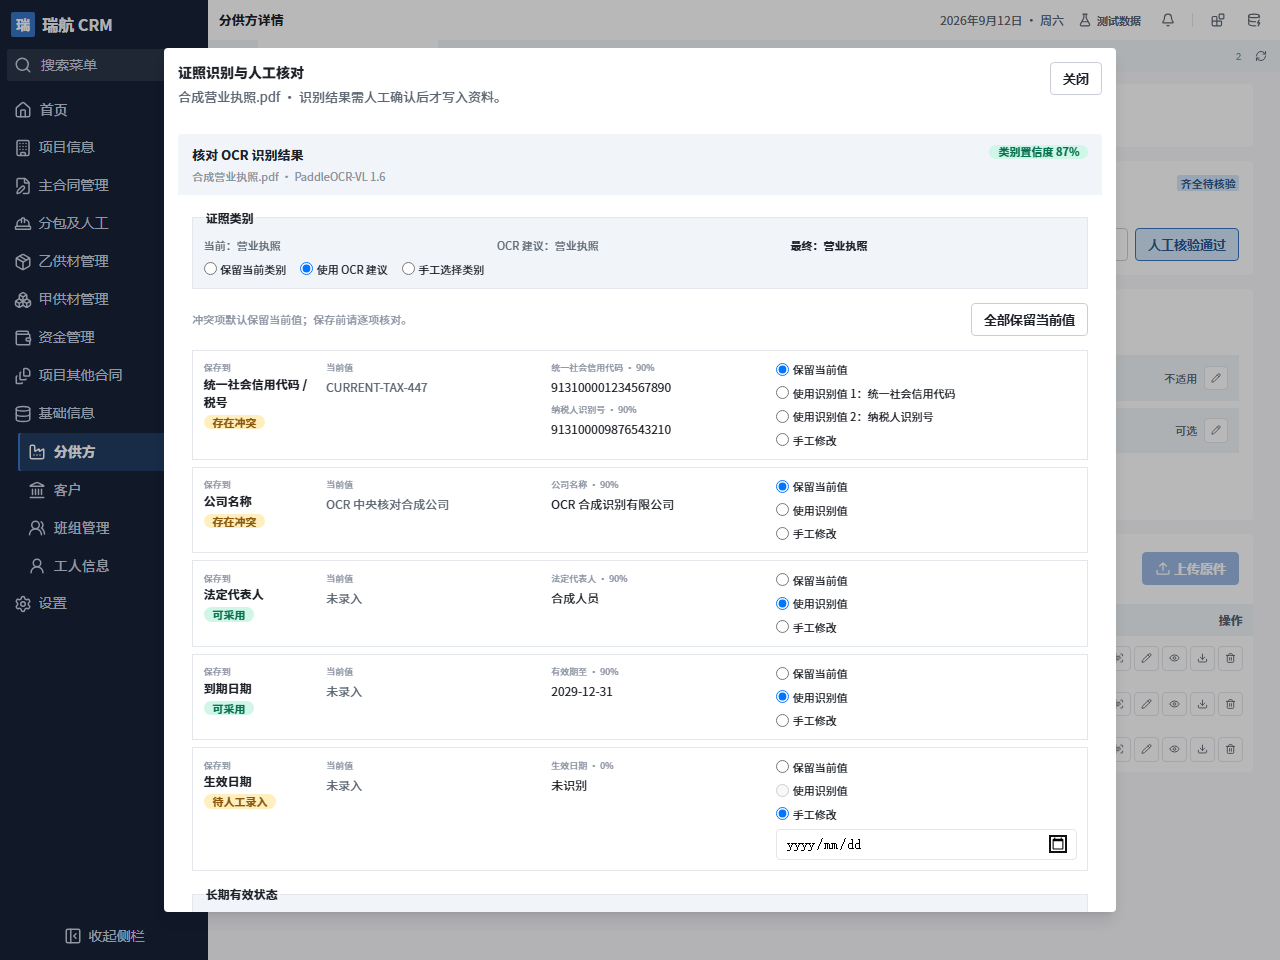 瑞 瑞航 CRM
搜索菜单
首页
项目信息
主合同管理
分包及人工
乙供材管理
甲供材管理
资金管理
项目其他合同
基础信息
分供方
客户
班组管理
工人信息
设置
收起侧栏
分供方详情
2026年9月12日 · 周六
测试数据
2
齐全待核验
人工核验通过
不适用
可选
上传原件
操作
证照识别与人工核对
合成营业执照.pdf · 识别结果需人工确认后才写入资料。
关闭
核对 OCR 识别结果
合成营业执照.pdf · PaddleOCR-VL 1.6
类别置信度 87%
证照类别
当前：营业执照
OCR 建议：营业执照
最终：营业执照
保留当前类别
使用 OCR 建议
手工选择类别
冲突项默认保留当前值；保存前请逐项核对。
全部保留当前值
保存到
统一社会信用代码 /
税号
存在冲突
当前值
CURRENT-TAX-447
统一社会信用代码 · 90%
913100001234567890
纳税人识别号 · 90%
913100009876543210
保留当前值
使用识别值 1：统一社会信用代码
使用识别值 2：纳税人识别号
手工修改
保存到
公司名称
存在冲突
当前值
OCR 中央核对合成公司
公司名称 · 90%
OCR 合成识别有限公司
保留当前值
使用识别值
手工修改
保存到
法定代表人
可采用
当前值
未录入
法定代表人 · 90%
合成人员
保留当前值
使用识别值
手工修改
保存到
到期日期
可采用
当前值
未录入
有效期至 · 90%
2029-12-31
保留当前值
使用识别值
手工修改
保存到
生效日期
待人工录入
当前值
未录入
生效日期 · 0%
未识别
保留当前值
使用识别值
手工修改
yyyy/mm/dd
长期有效状态